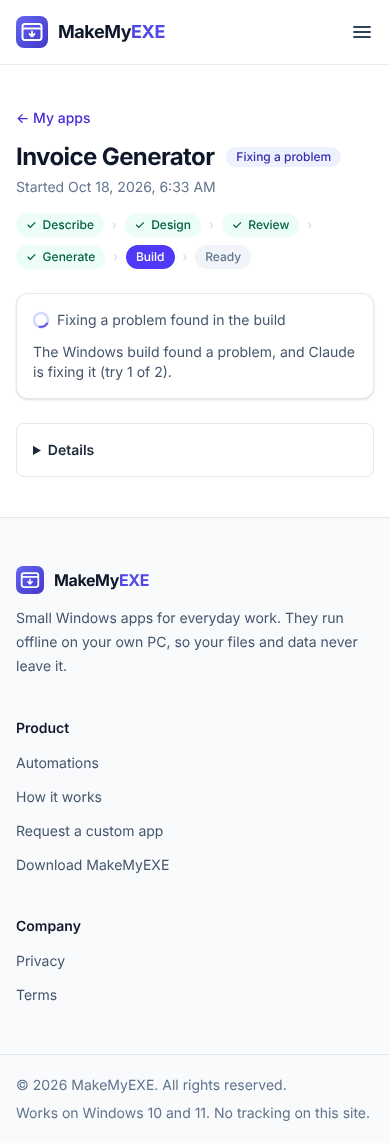 MakeMyEXE
← My apps
Invoice Generator Fixing a problem
Started Oct 18, 2026, 6:33 AM
✓ Describe › ✓ Design › ✓ Review ›
✓ Generate › Build › Ready
Fixing a problem found in the build
The Windows build found a problem, and Claude
is fixing it (try 1 of 2).
▶ Details
MakeMyEXE
Small Windows apps for everyday work. They run
offline on your own PC, so your files and data never
leave it.
Product
Automations
How it works
Request a custom app
Download MakeMyEXE
Company
Privacy
Terms
© 2026 MakeMyEXE. All rights reserved.
Works on Windows 10 and 11. No tracking on this site.